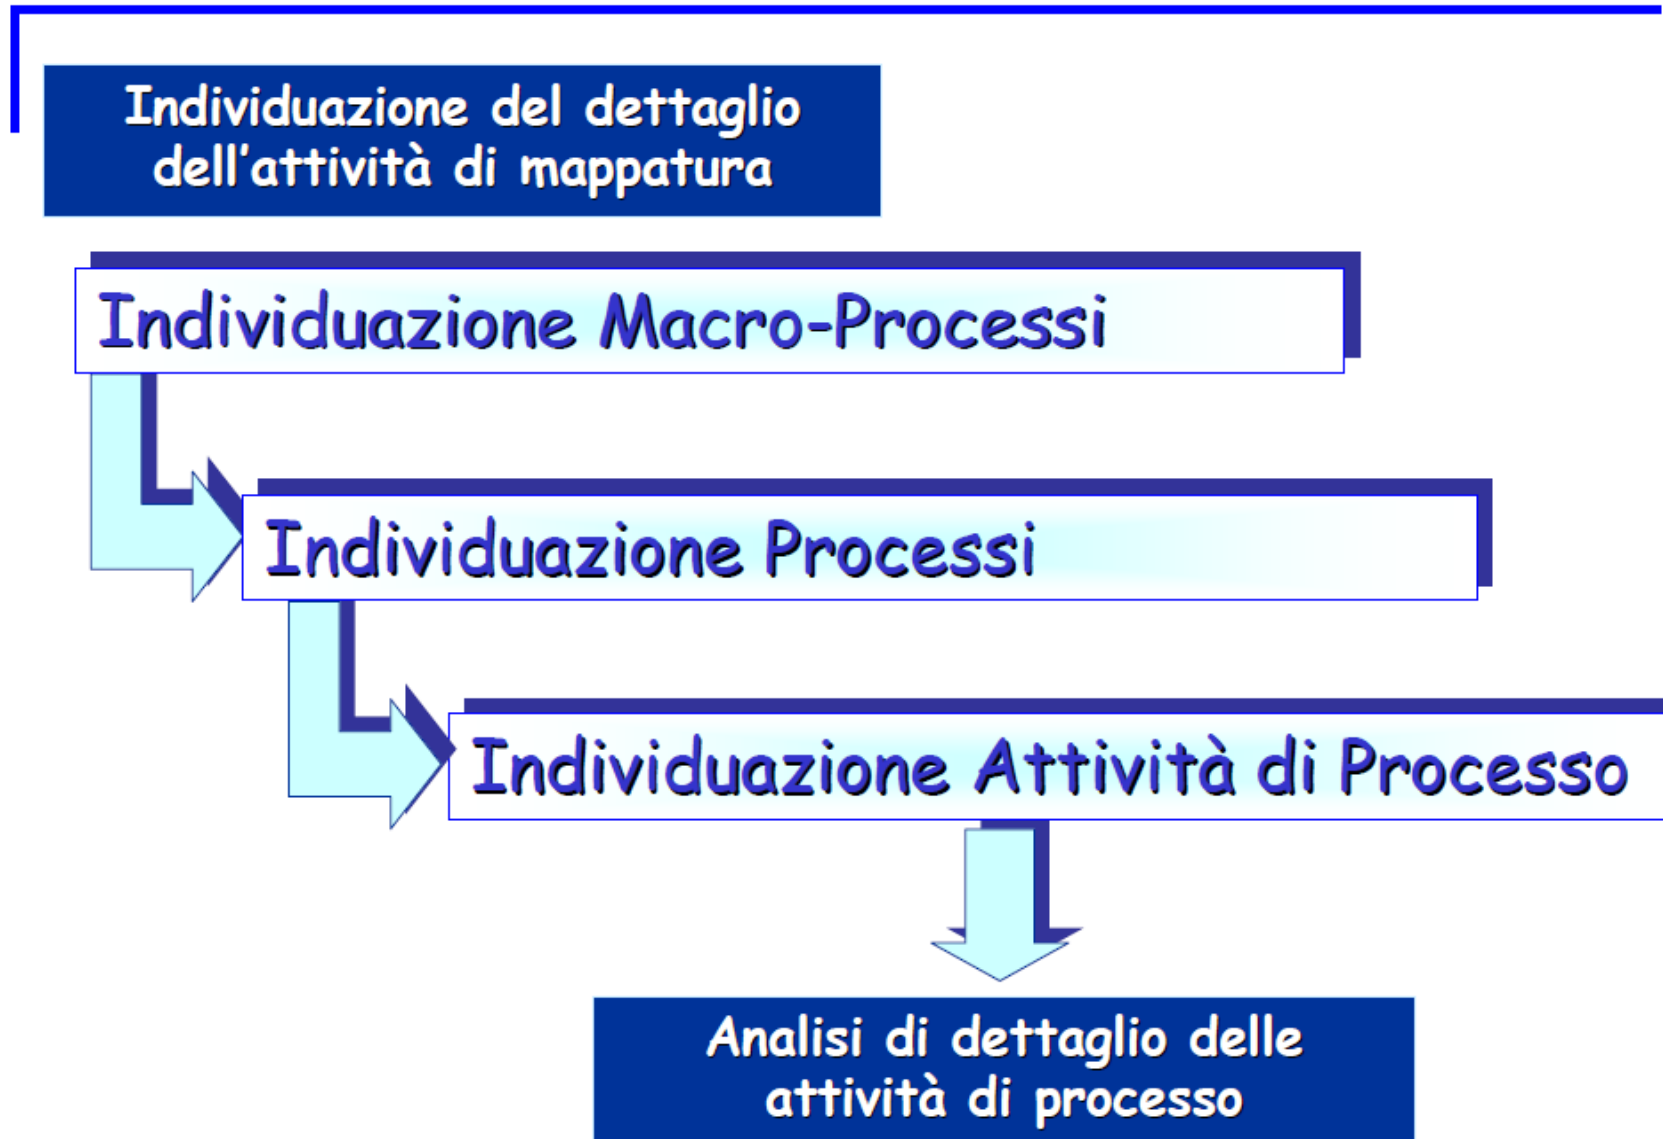 Individuazione del dettaglio
dell'attività di mappatura
Individuazione Macro-Processi
Individuazione Processi
Individuazione Attività di Processo
Analisi di dettaglio delle
attività di processo